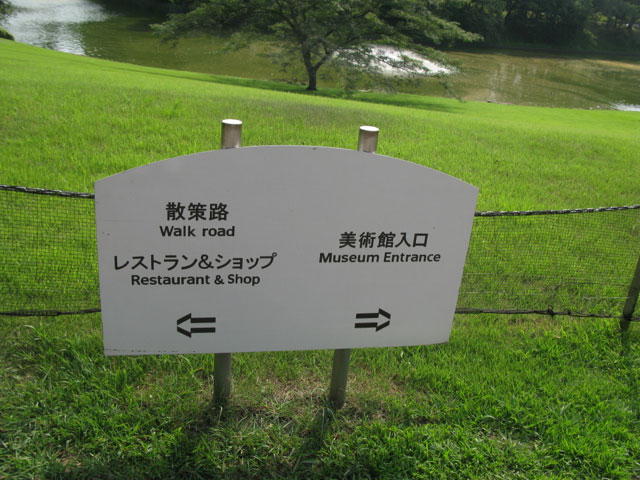 散策路
Walk road
レストラン&ショップ
Restaurant & Shop
美術館入口
Museum Entrance